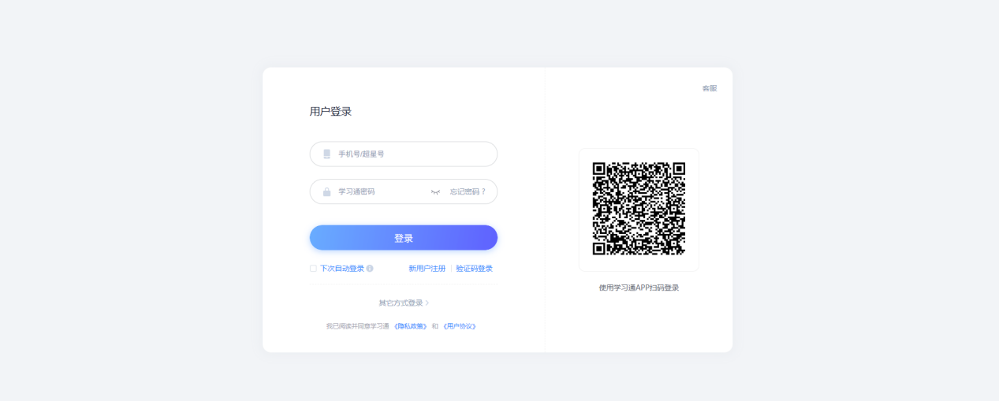 客服
用户登录
手机号/超星号
学习通密码 忘记密码？
登录
下次自动登录 新用户注册 验证码登录
其它方式登录
我已阅读并同意学习通《隐私政策》和《用户协议》
使用学习通APP扫码登录